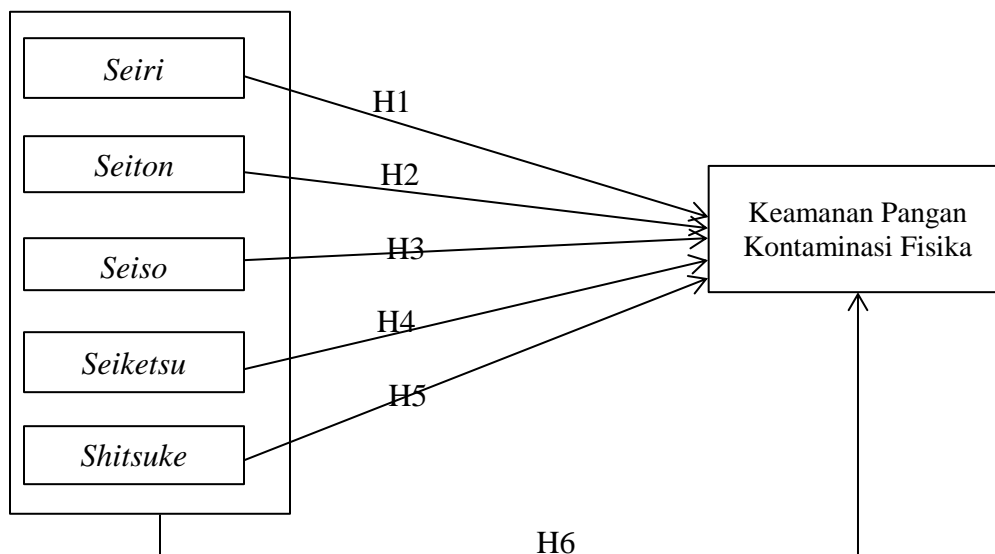 Seiri
H1
Seiton
H2
Keamanan Pangan
Kontaminasi Fisika
Seiso
H3
Seiketsu
H4
H5
Shitsuke
H6